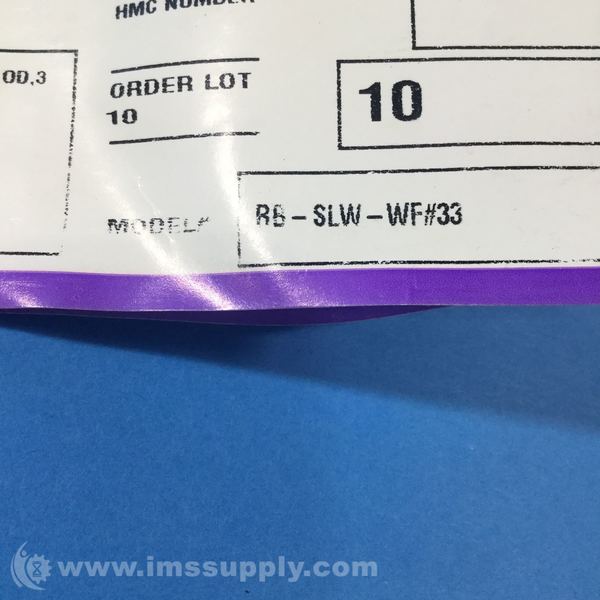 HMC NUMBER
OD,3
ORDER LOT
10
10
MODEL# RB-SLW-WF#33
www.imssupply.com